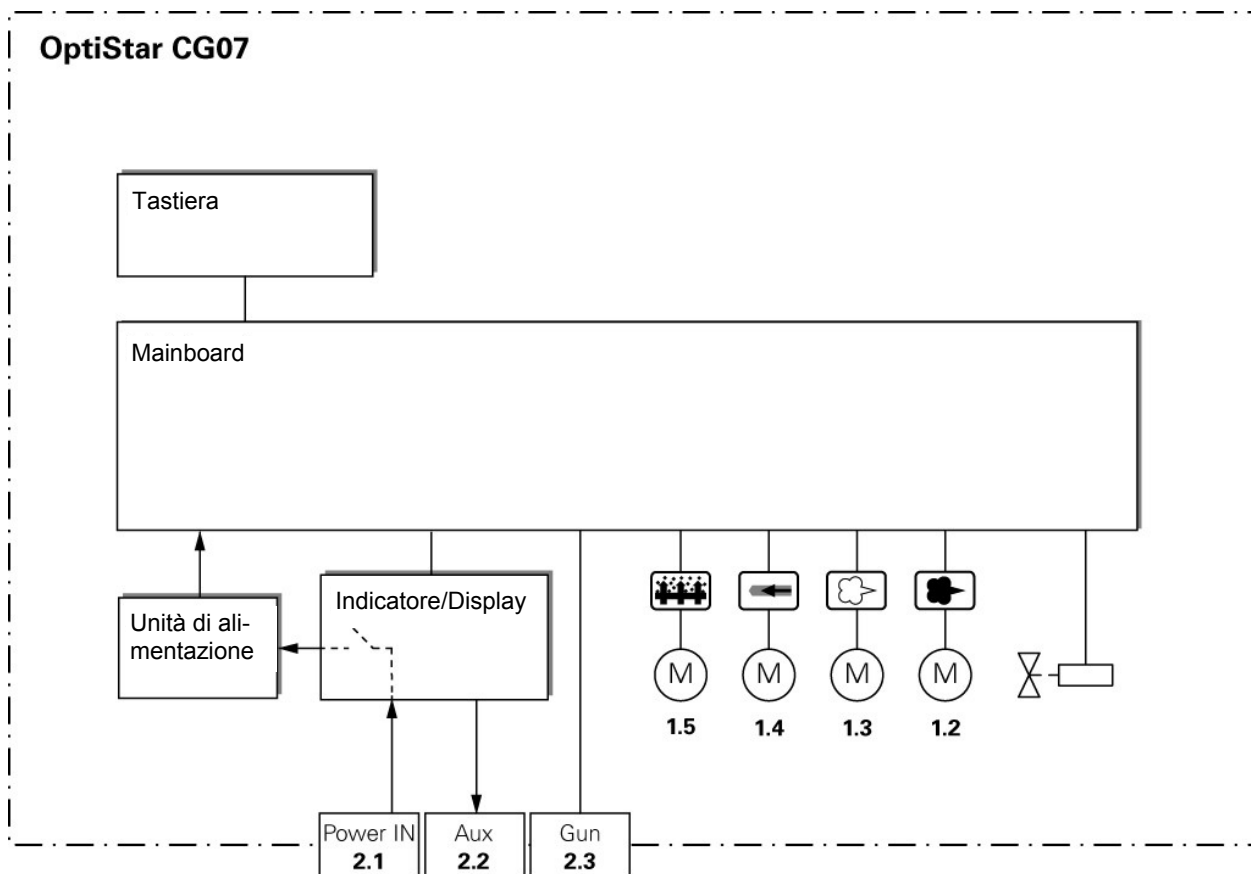 OptiStar CG07
Tastiera
Mainboard
Unità di ali-
mentazione
Indicatore/Display
M
M
M
M
1.5
1.4
1.3
1.2
Power IN
2.1
Aux
2.2
Gun
2.3